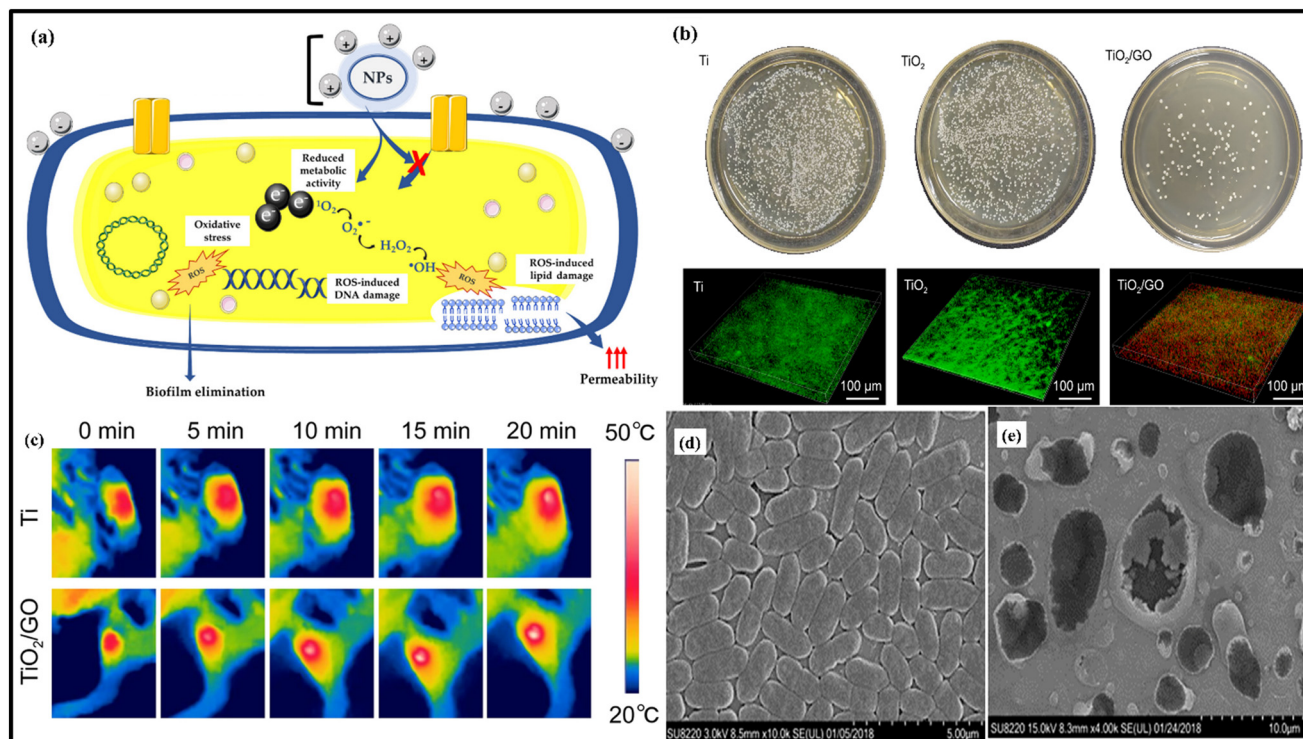 (a)
+
+
+
+
+
NPs
-
-
-
-
-
-
Reduced
metabolic
activity
X
e⁻
e⁻
e⁻
¹O₂
O₂•⁻
H₂O₂
•OH
Oxidative
stress
ROS
ROS-induced
DNA damage
ROS-induced
lipid damage
ROS
Biofilm elimination
Permeability
(b)
Ti
TiO₂
TiO₂/GO
Ti
TiO₂
TiO₂/GO
100 µm
100 µm
100 µm
(c)
0 min
5 min
10 min
15 min
20 min
50°C
Ti
TiO₂/GO
20°C
(d)
SU8220 3.0kV 8.5mm x10.0k SE(UL) 01/05/2018
5.00µm
(e)
SU8220 15.0kV 8.3mm x4.00k SE(UL) 01/24/2018
10.0µm